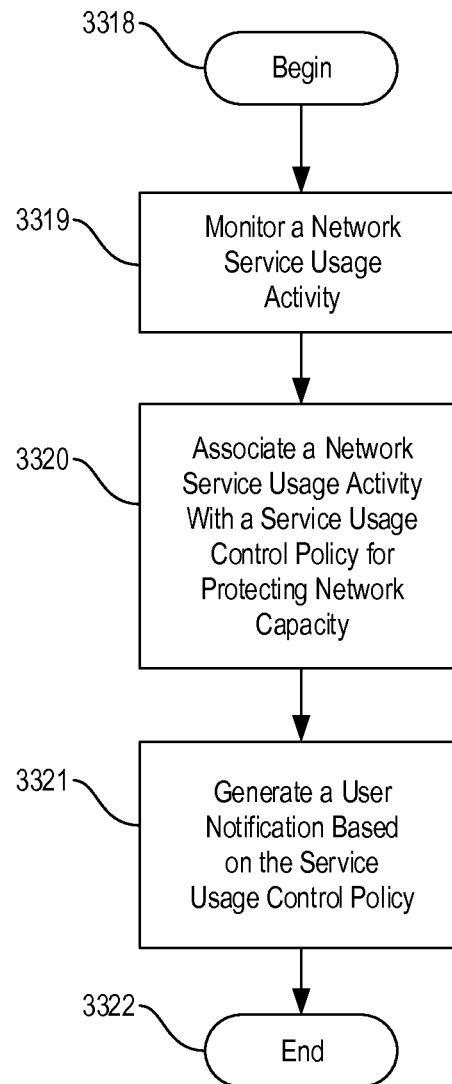 3318
Begin
3319
Monitor a Network
Service Usage
Activity
3320
Associate a Network
Service Usage Activity
With a Service Usage
Control Policy for
Protecting Network
Capacity
3321
Generate a User
Notification Based
on the Service
Usage Control Policy
3322
End